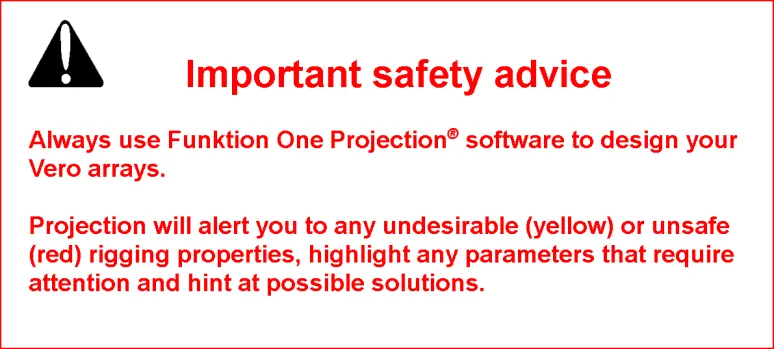 Important safety advice
Always use Funktion One Projection® software to design your
Vero arrays.
Projection will alert you to any undesirable (yellow) or unsafe
(red) rigging properties, highlight any parameters that require
attention and hint at possible solutions.